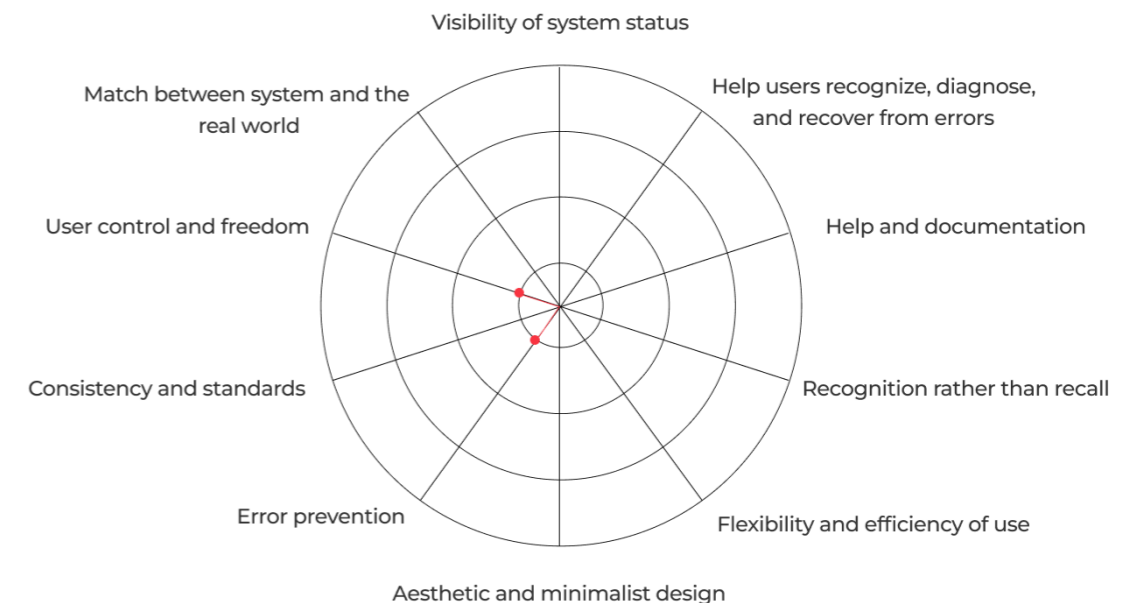 Visibility of system status
Help users recognize, diagnose,
and recover from errors
Match between system and the
real world
User control and freedom
Help and documentation
Consistency and standards
Recognition rather than recall
Error prevention
Flexibility and efficiency of use
Aesthetic and minimalist design